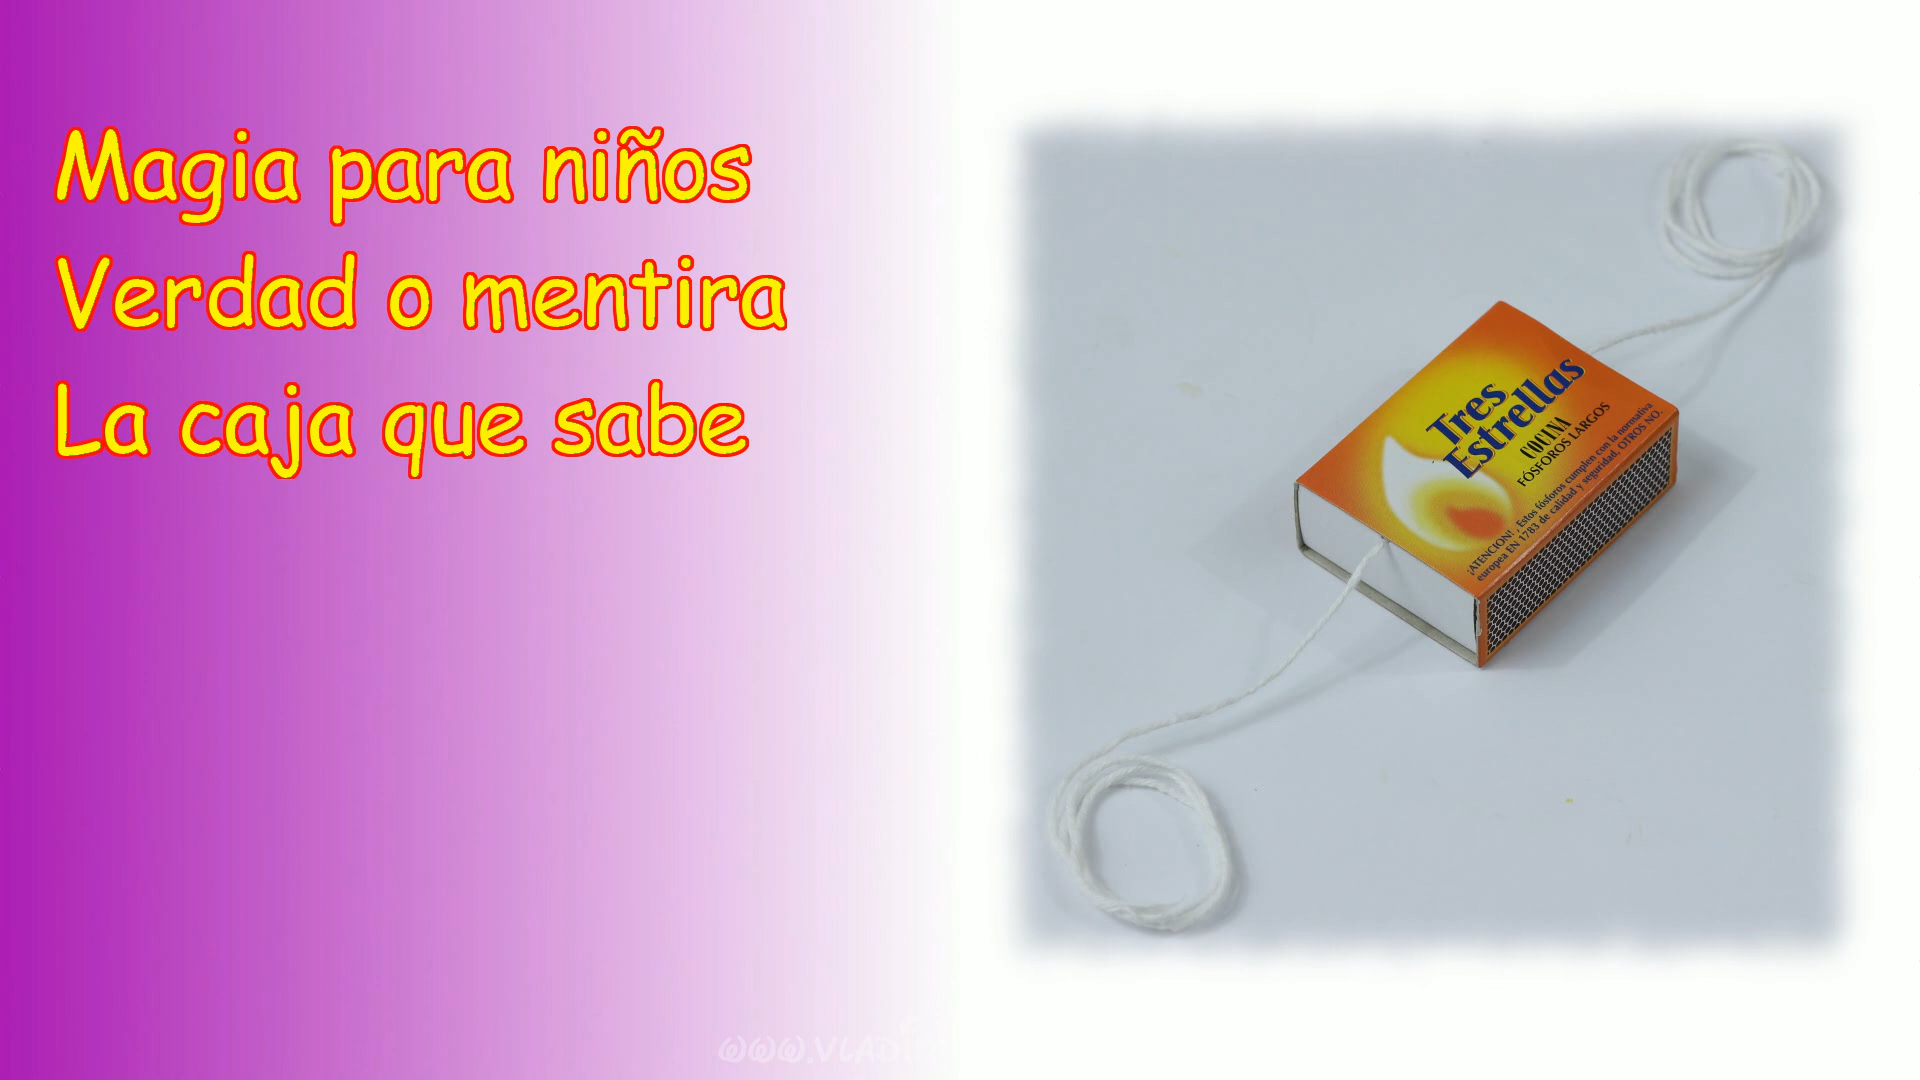 Magia para niños
Verdad o mentira
La caja que sabe
Tres
Estrellas
COCINA
FÓSFOROS LARGOS
¡ATENCION!, Estos fósforos cumplen con la normativa
europea EN 1783 de calidad y seguridad, OTROS NO.